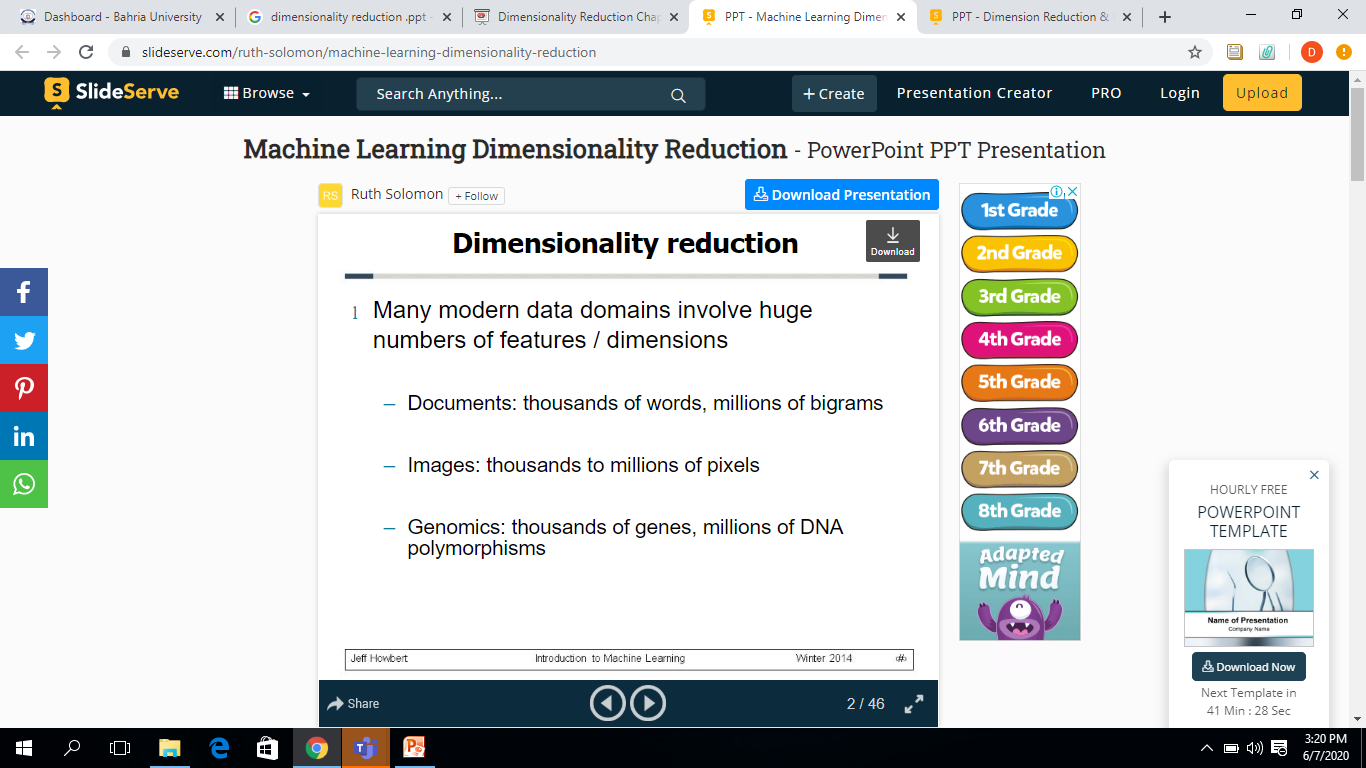 Dashboard - Bahria University
dimensionality reduction .ppt -
Dimensionality Reduction Chap
PPT - Machine Learning Dimen
PPT - Dimension Reduction &
slideserve.com/ruth-solomon/machine-learning-dimensionality-reduction
D
S SlideServe
Browse
Search Anything...
+ Create
Presentation Creator
PRO
Login
Upload
Machine Learning Dimensionality Reduction - PowerPoint PPT Presentation
RS Ruth Solomon + Follow
Download Presentation
Dimensionality reduction
Download
l Many modern data domains involve huge
numbers of features / dimensions
– Documents: thousands of words, millions of bigrams
– Images: thousands to millions of pixels
– Genomics: thousands of genes, millions of DNA
polymorphisms
Jeff Howbert Introduction to Machine Learning Winter 2014 ‹#›
Share
2 / 46
1st Grade
2nd Grade
3rd Grade
4th Grade
5th Grade
6th Grade
7th Grade
8th Grade
Adapted
Mind
HOURLY FREE
POWERPOINT
TEMPLATE
Name of Presentation
Company Name
Download Now
Next Template in
41 Min : 28 Sec
3:20 PM
6/7/2020